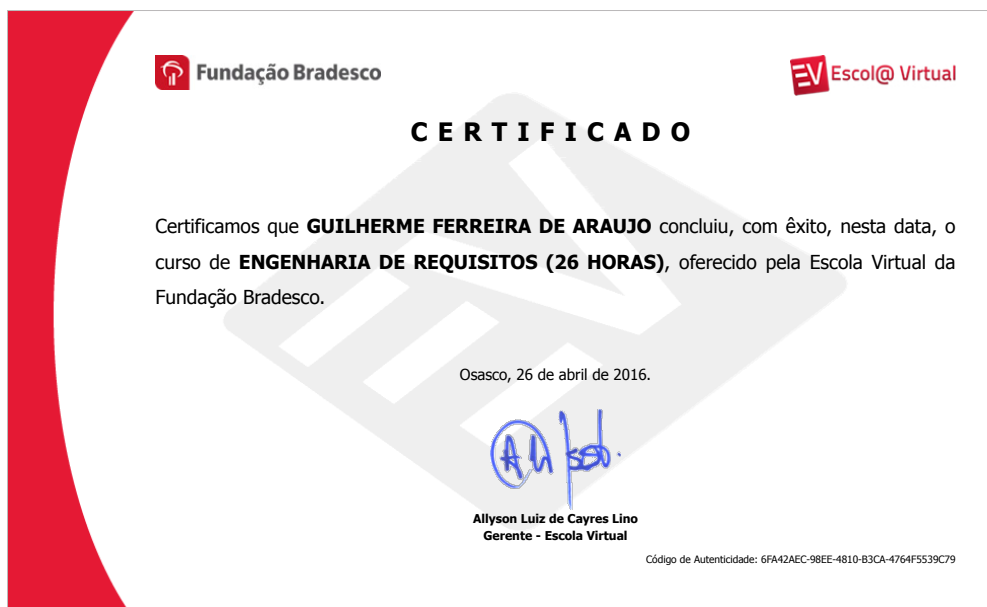 Fundação Bradesco
EV Escol@ Virtual
CERTIFICADO
Certificamos que GUILHERME FERREIRA DE ARAUJO concluiu, com êxito, nesta data, o
curso de ENGENHARIA DE REQUISITOS (26 HORAS), oferecido pela Escola Virtual da
Fundação Bradesco.
Osasco, 26 de abril de 2016.
Allyson Luiz de Cayres Lino
Gerente - Escola Virtual
Código de Autenticidade: 6FA42AEC-98EE-4810-B3CA-4764F5539C79